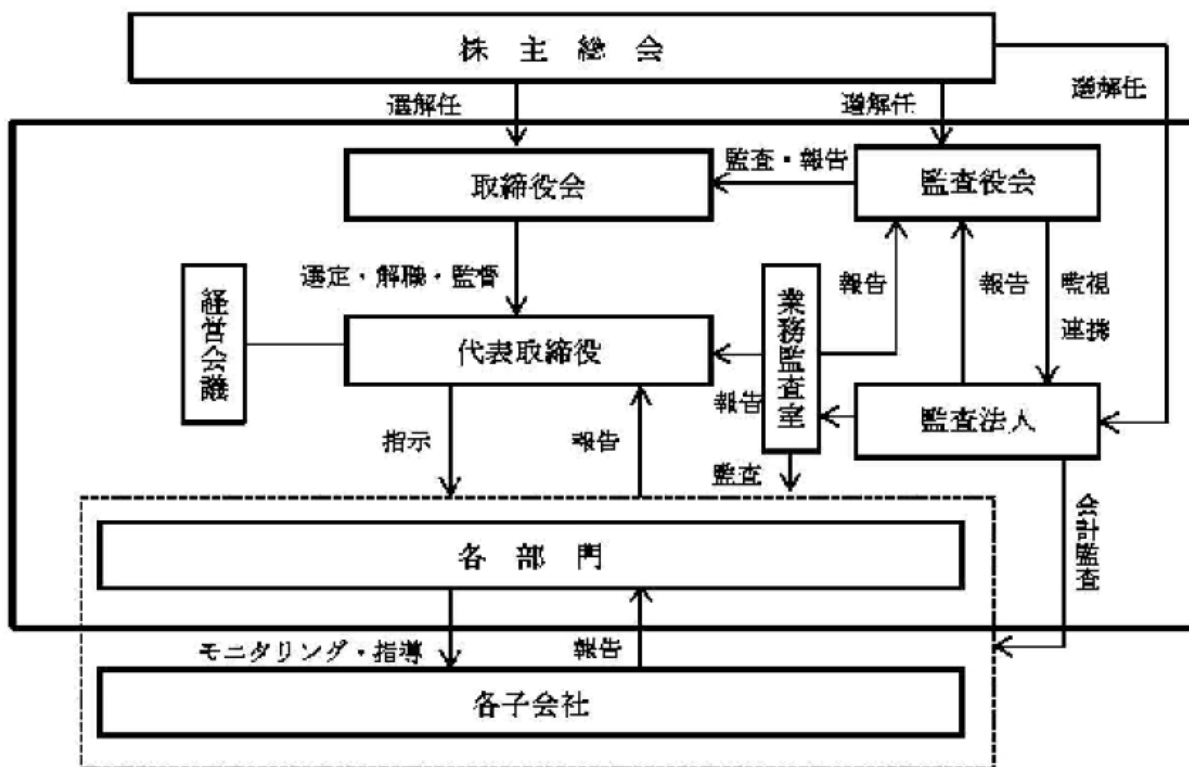 株 主 総 会
選解任
選解任
選解任
取締役会
監査・報告
監査役会
選定・解職・監督
経営会議
代表取締役
業務監査室
報告
報告
報告
監視
連携
監査法人
指示
報告
監査
会計監査
各 部 門
モニタリング・指導
報告
各子会社